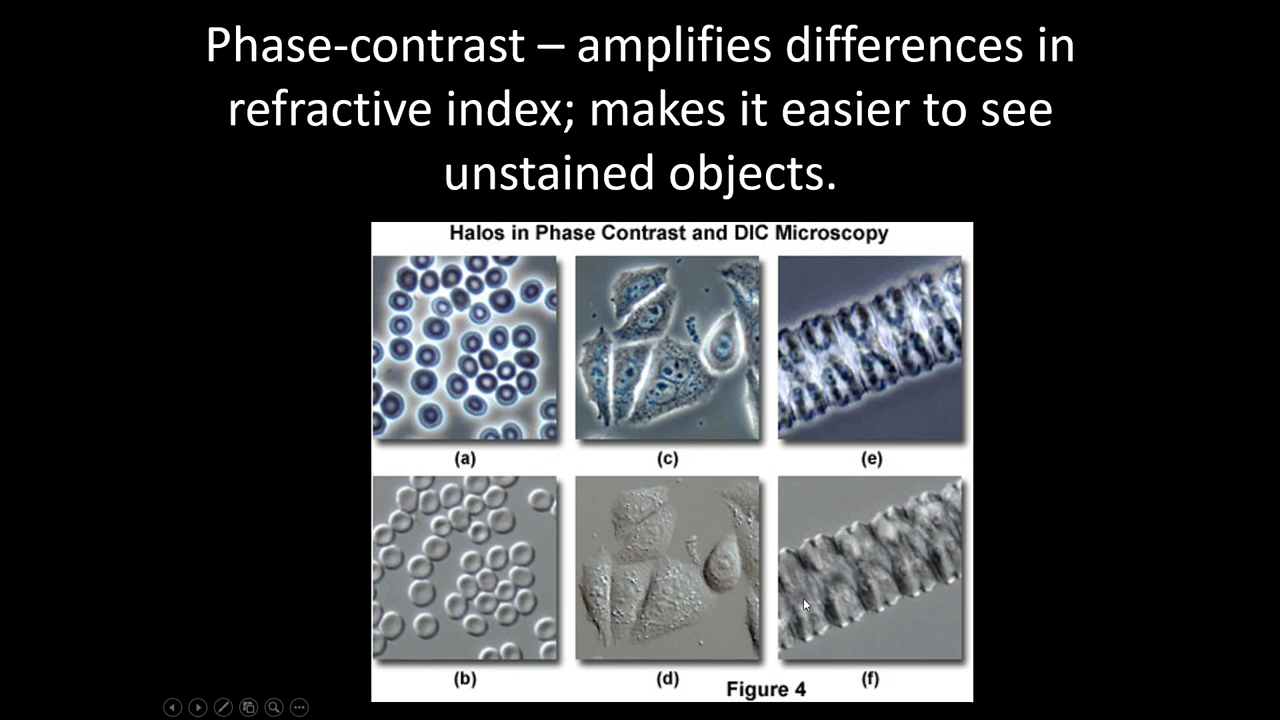 Phase-contrast – amplifies differences in
refractive index; makes it easier to see
unstained objects.
Halos in Phase Contrast and DIC Microscopy
(a) (c) (e)
(b) (d) (f)
Figure 4